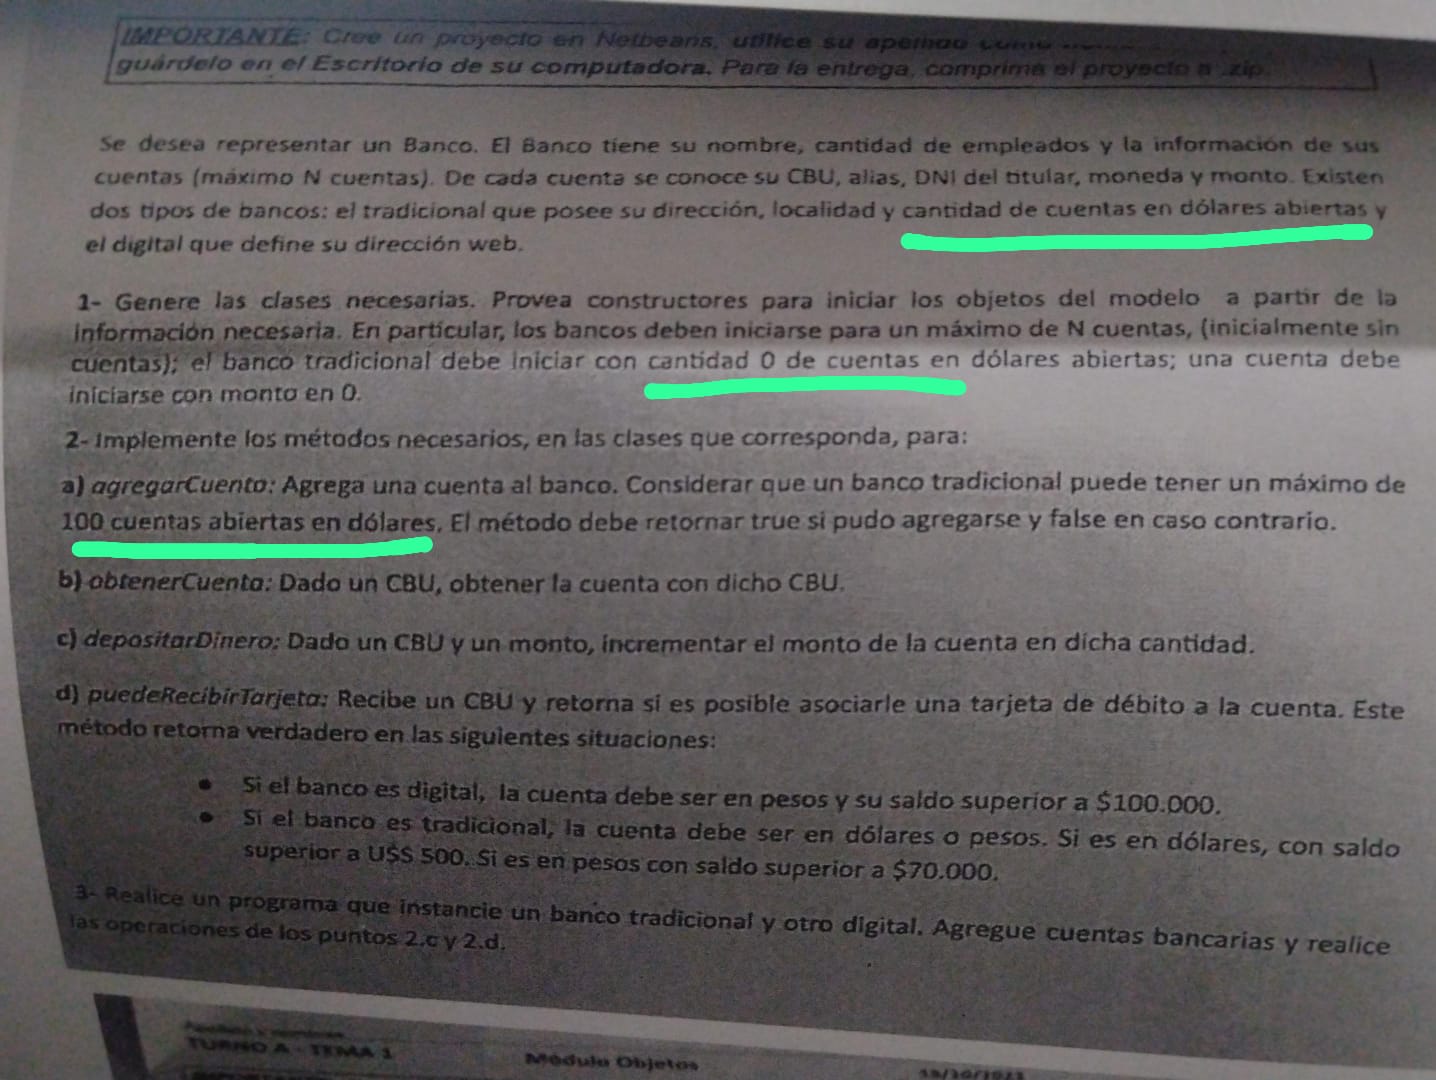 IMPORTANTE: Cree un proyecto en Netbeans, utilice su apellido como
guárdelo en el Escritorio de su computadora. Para la entrega, comprima el proyecto a .zip.
Se desea representar un Banco. El Banco tiene su nombre, cantidad de empleados y la información de sus
cuentas (máximo N cuentas). De cada cuenta se conoce su CBU, alias, DNI del titular, moneda y monto. Existen
dos tipos de bancos: el tradicional que posee su dirección, localidad y cantidad de cuentas en dólares abiertas y
el digital que define su dirección web.
1- Genere las clases necesarias. Provea constructores para iniciar los objetos del modelo a partir de la
información necesaria. En particular, los bancos deben iniciarse para un máximo de N cuentas, (inicialmente sin
cuentas); el banco tradicional debe iniciar con cantidad 0 de cuentas en dólares abiertas; una cuenta debe
iniciarse con monto en 0.
2- Implemente los métodos necesarios, en las clases que corresponda, para:
a) agregarCuenta: Agrega una cuenta al banco. Considerar que un banco tradicional puede tener un máximo de
100 cuentas abiertas en dólares. El método debe retornar true si pudo agregarse y false en caso contrario.
b) obtenerCuenta: Dado un CBU, obtener la cuenta con dicho CBU.
c) depositarDinero: Dado un CBU y un monto, incrementar el monto de la cuenta en dicha cantidad.
d) puedeRecibirTarjeta: Recibe un CBU y retorna si es posible asociarle una tarjeta de débito a la cuenta. Este
método retorna verdadero en las siguientes situaciones:
• Si el banco es digital, la cuenta debe ser en pesos y su saldo superior a $100.000.
• Si el banco es tradicional, la cuenta debe ser en dólares o pesos. Si es en dólares, con saldo
superior a U$S 500. Si es en pesos con saldo superior a $70.000.
3- Realice un programa que instancie un banco tradicional y otro digital. Agregue cuentas bancarias y realice
las operaciones de los puntos 2.c y 2.d.
TURNO A - TEMA 1
Módulo Objetos